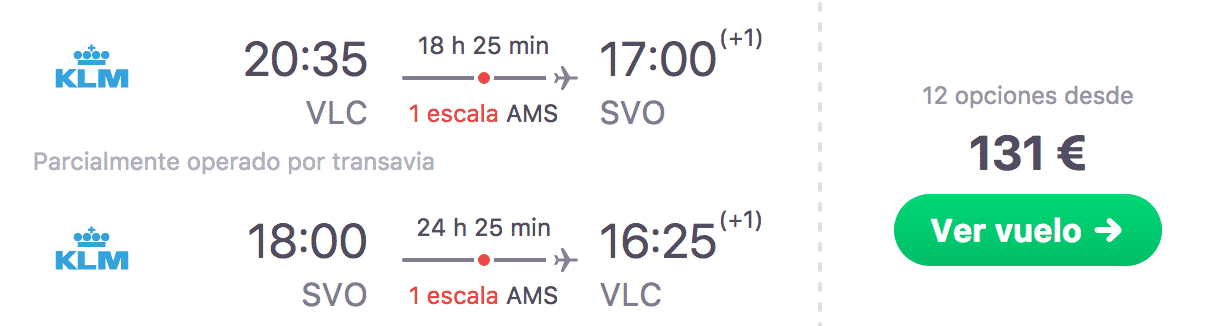 KLM
20:35
18 h 25 min
17:00(+1)
VLC
1 escala AMS
SVO
Parcialmente operado por transavia
KLM
18:00
24 h 25 min
16:25(+1)
SVO
1 escala AMS
VLC
12 opciones desde
131 €
Ver vuelo →